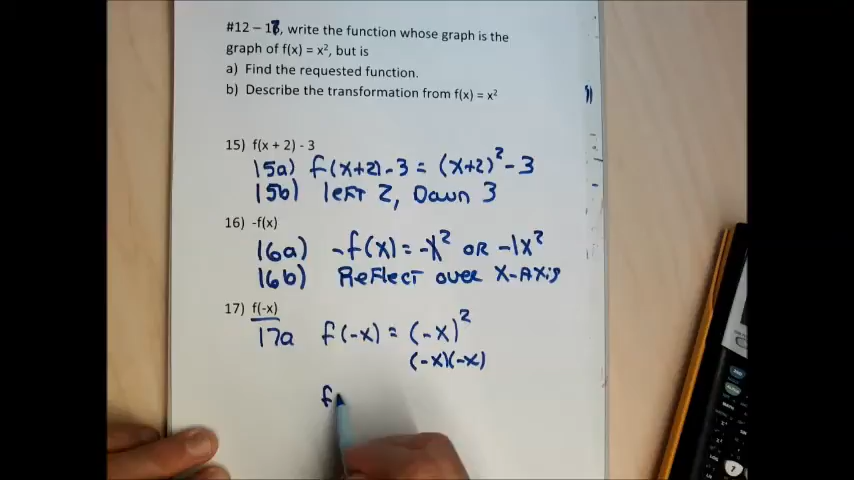 #12 – 18, write the function whose graph is the
graph of f(x) = x², but is
a) Find the requested function.
b) Describe the transformation from f(x) = x²
15) f(x + 2) - 3
15a) f(x+2)-3 = (x+2)² - 3
15b) left 2, Down 3
16) -f(x)
16a) -f(x) = -x² OR -1x²
16b) Reflect over X-Axis
17) f(-x)
17a f(-x) = (-x)²
(-x)(-x)
f